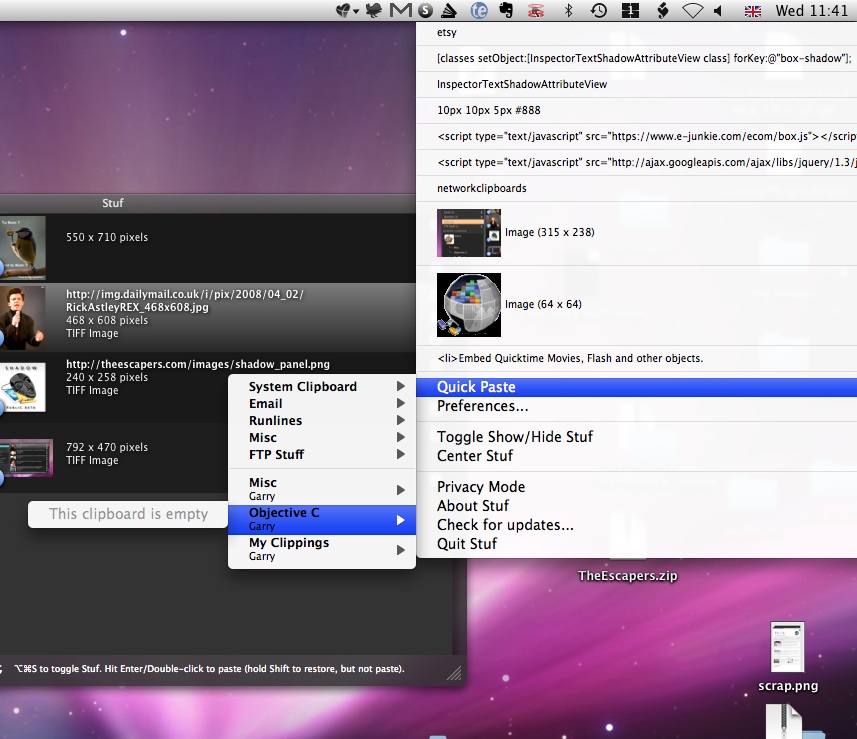 Wed 11:41
etsy
[classes setObject:[InspectorTextShadowAttributeView class] forKey:@"box-shadow"];
InspectorTextShadowAttributeView
10px 10px 5px #888
<script type="text/javascript" src="https://www.e-junkie.com/ecom/box.js"></scrip
<script type="text/javascript" src="http://ajax.googleapis.com/ajax/libs/jquery/1.3/j
networkclipboards
Image (315 x 238)
Image (64 x 64)
<li>Embed Quicktime Movies, Flash and other objects.
Quick Paste
Preferences...
Toggle Show/Hide Stuf
Center Stuf
Privacy Mode
About Stuf
Check for updates...
Quit Stuf
Stuf
550 x 710 pixels
http://img.dailymail.co.uk/i/pix/2008/04_02/
RickAstleyREX_468x608.jpg
468 x 608 pixels
TIFF Image
http://theescapers.com/images/shadow_panel.png
240 x 258 pixels
TIFF Image
SHADOW
PUBLIC BETA
792 x 470 pixels
TIFF Image
System Clipboard
Email
Runlines
Misc
FTP Stuff
Misc
Garry
Objective C
Garry
My Clippings
Garry
This clipboard is empty
⌥⌘S to toggle Stuf. Hit Enter/Double-click to paste (hold Shift to restore, but not paste).
TheEscapers.zip
scrap.png